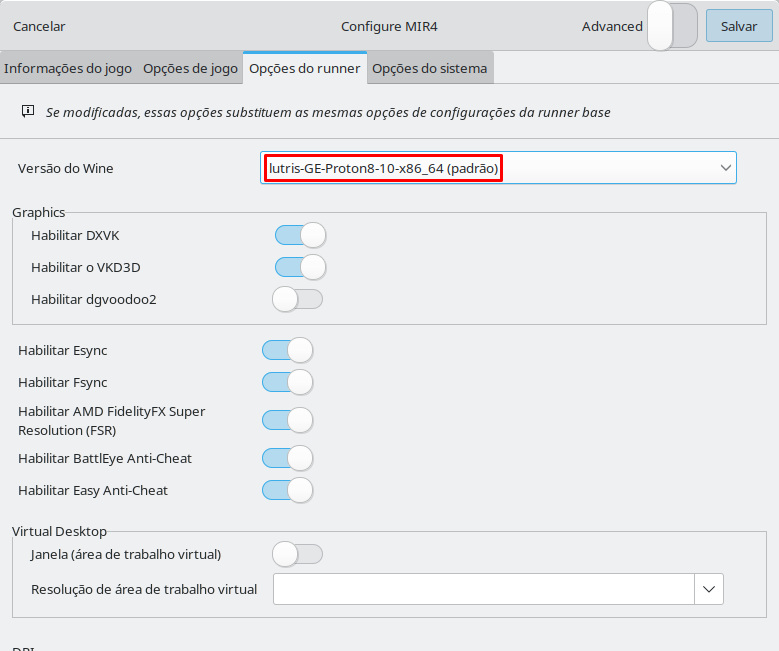 Cancelar Configure MIR4 Advanced Salvar
Informações do jogo Opções de jogo Opções do runner Opções do sistema
Se modificadas, essas opções substituem as mesmas opções de configurações da runner base
Versão do Wine lutris-GE-Proton8-10-x86_64 (padrão)
Graphics
Habilitar DXVK
Habilitar o VKD3D
Habilitar dgvoodoo2
Habilitar Esync
Habilitar Fsync
Habilitar AMD FidelityFX Super
Resolution (FSR)
Habilitar BattlEye Anti-Cheat
Habilitar Easy Anti-Cheat
Virtual Desktop
Janela (área de trabalho virtual)
Resolução de área de trabalho virtual
DPI